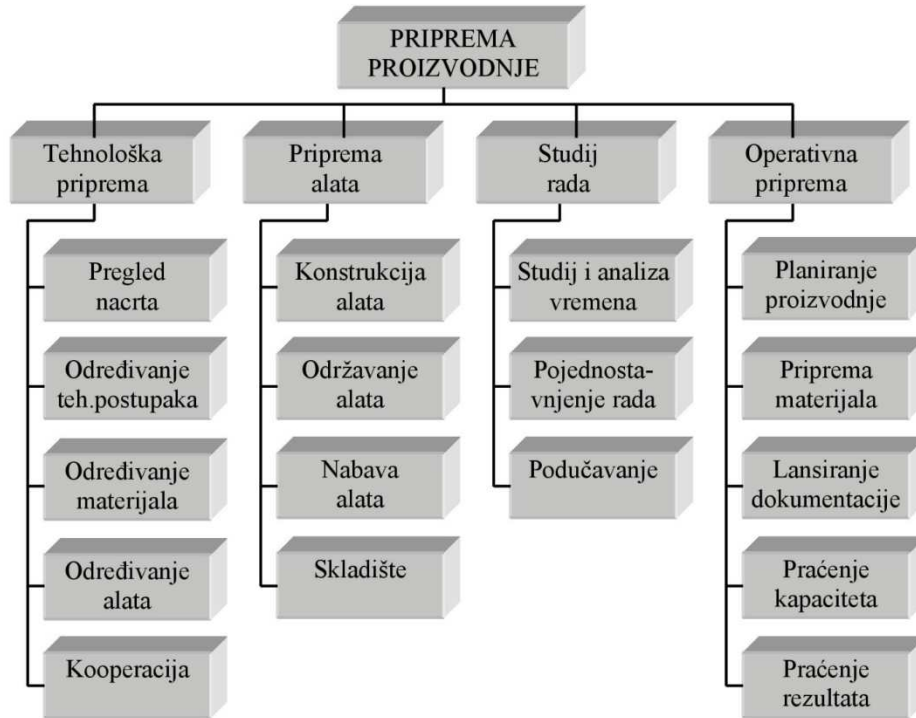 PRIPREMA
PROIZVODNJE
Tehnološka
priprema
Priprema
alata
Studij
rada
Operativna
priprema
Pregled
nacrta
Određivanje
teh.postupaka
Određivanje
materijala
Određivanje
alata
Kooperacija
Konstrukcija
alata
Održavanje
alata
Nabava
alata
Skladište
Studij i analiza
vremena
Pojednosta-
vnjenje rada
Podučavanje
Planiranje
proizvodnje
Priprema
materijala
Lansiranje
dokumentacije
Praćenje
kapaciteta
Praćenje
rezultata